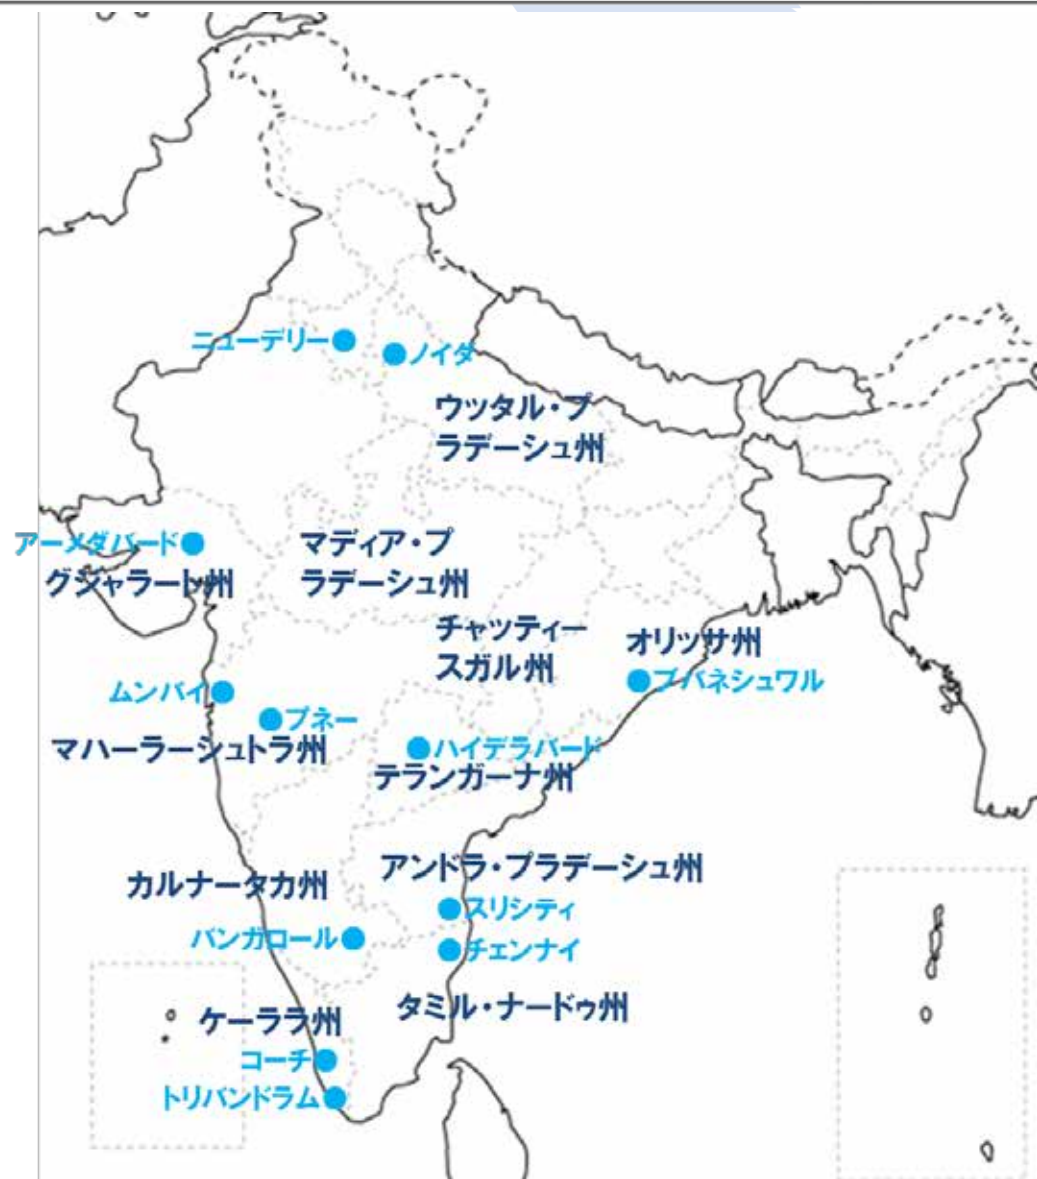 ニューデリー
ノイダ
ウッタル・プ
ラデーシュ州
アーメダバード
グジャラート州
マディア・プ
ラデーシュ州
チャッティー
スガル州
オリッサ州
ブバネシュワル
ムンバイ
プネー
マハーラーシュトラ州
ハイデラバード
テランガーナ州
アンドラ・プラデーシュ州
カルナータカ州
スリシティ
バンガロール
チェンナイ
タミル・ナードゥ州
ケーララ州
コーチ
トリバンドラム